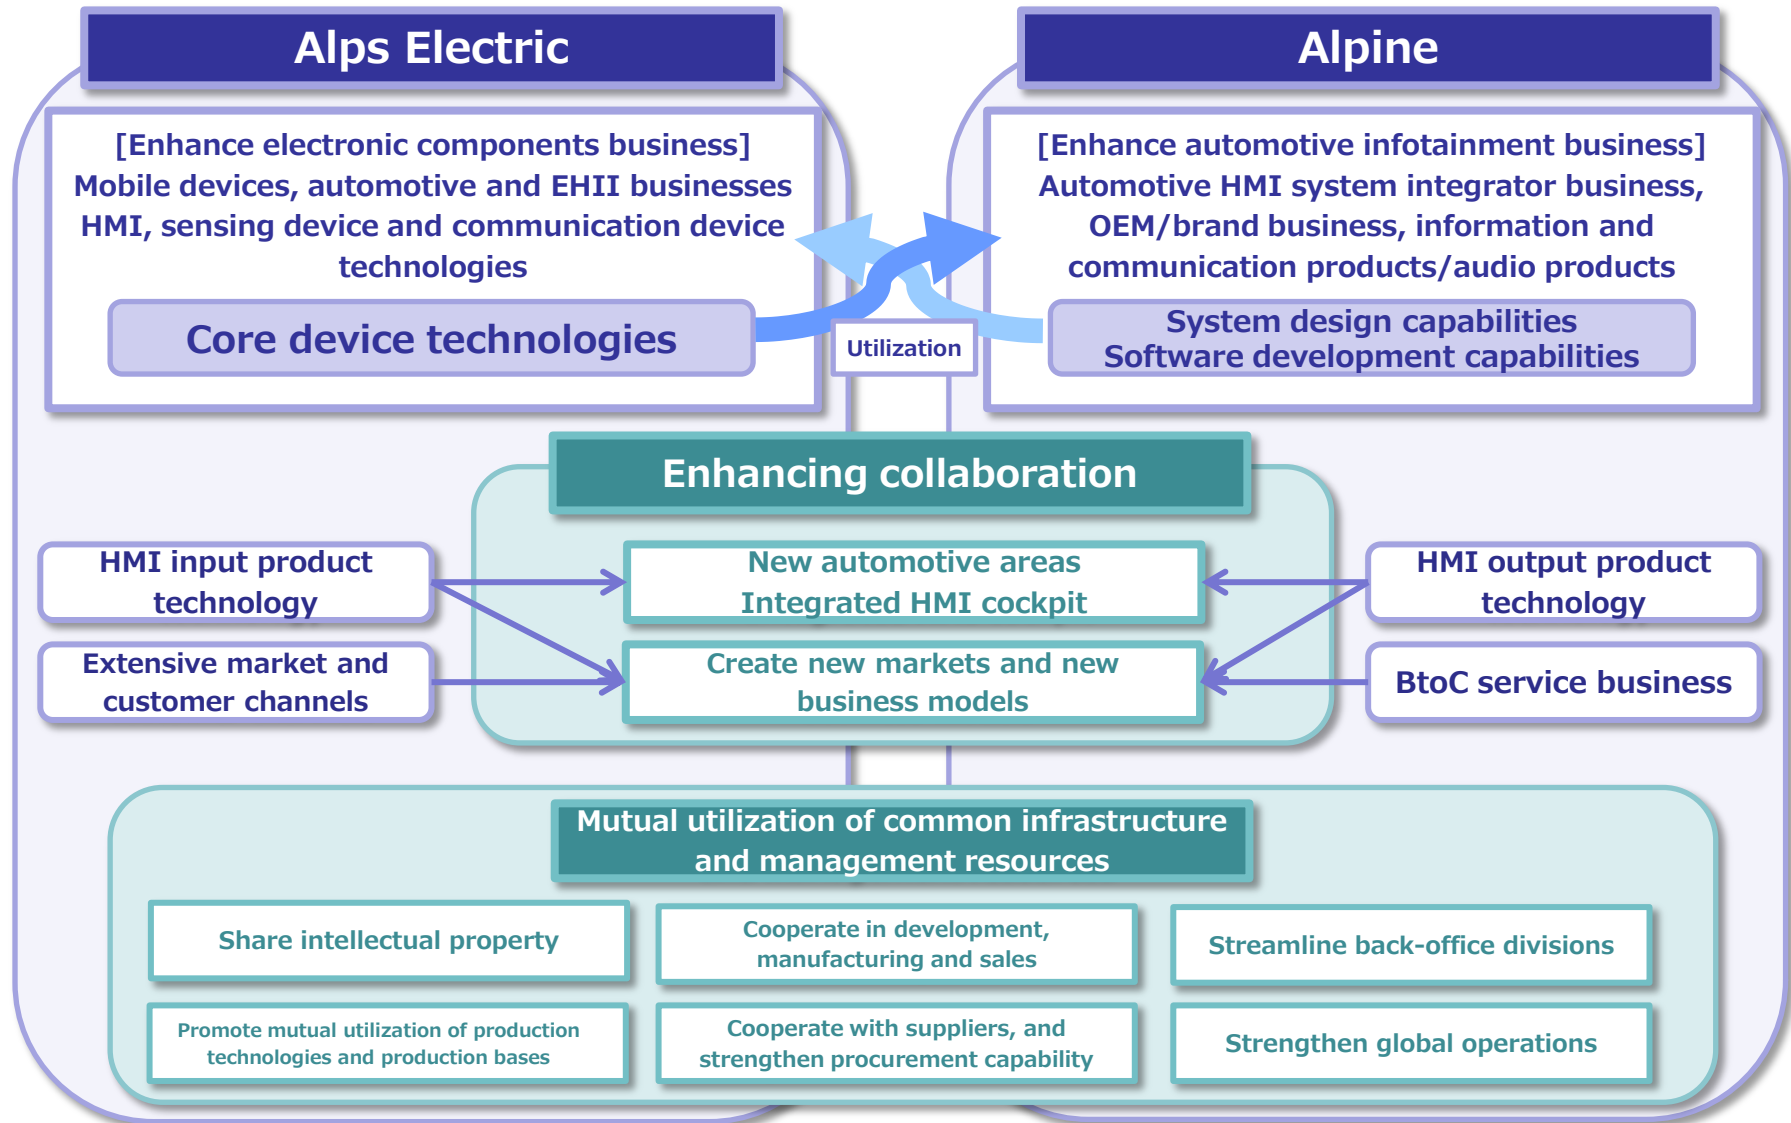 Alps Electric
[Enhance electronic components business]
Mobile devices, automotive and EHII businesses
HMI, sensing device and communication device
technologies
Core device technologies
Utilization
Alpine
[Enhance automotive infotainment business]
Automotive HMI system integrator business,
OEM/brand business, information and
communication products/audio products
System design capabilities
Software development capabilities
Enhancing collaboration
HMI input product
technology
Extensive market and
customer channels
New automotive areas
Integrated HMI cockpit
Create new markets and new
business models
HMI output product
technology
BtoC service business
Mutual utilization of common infrastructure
and management resources
Share intellectual property
Cooperate in development,
manufacturing and sales
Streamline back-office divisions
Promote mutual utilization of production
technologies and production bases
Cooperate with suppliers, and
strengthen procurement capability
Strengthen global operations